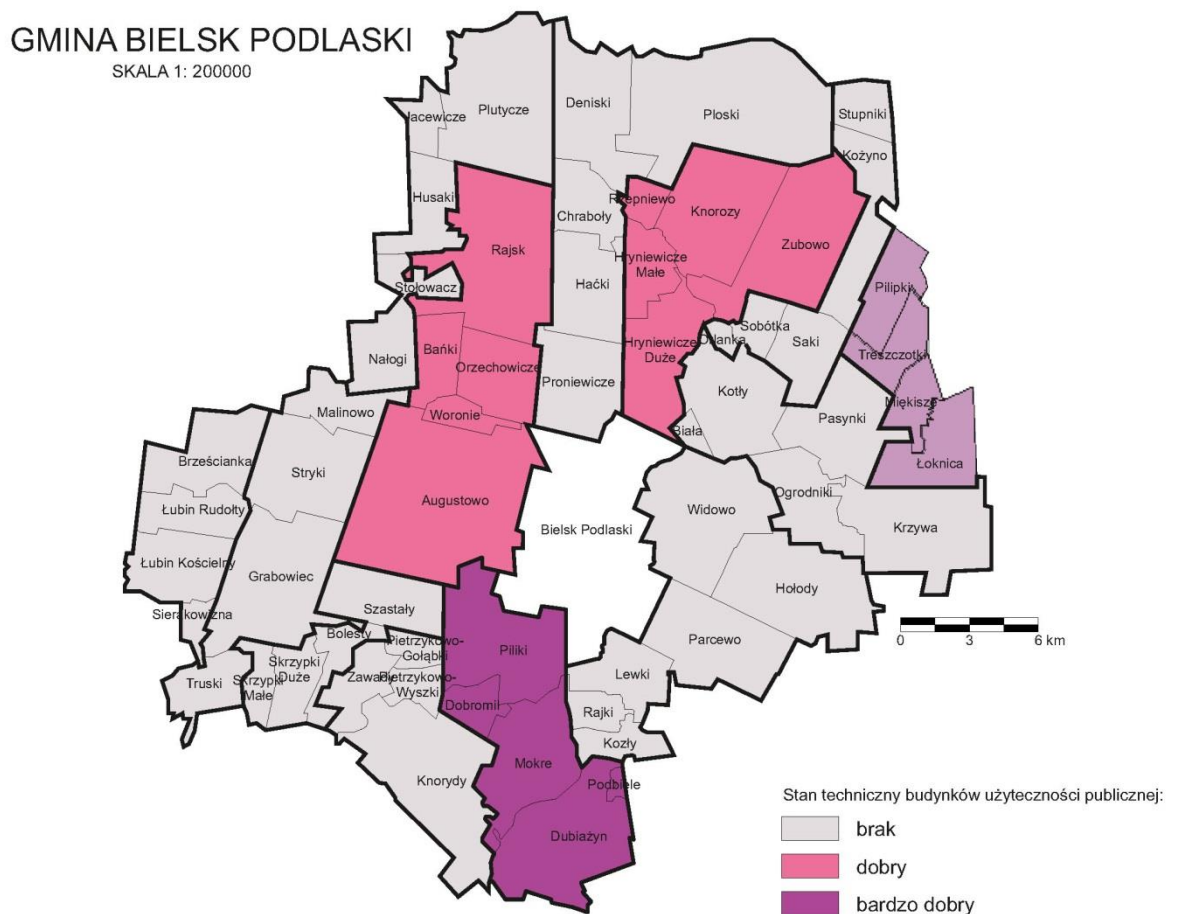 GMINA BIELSK PODLASKI
SKALA 1: 200000
Jacewicze
Plutycze
Deniski
Ploski
Stupniki
Kożyno
Husaki
Rajsk
Chraboły
Rzepniewo
Knorozy
Zubowo
Hryniewicze
Małe
Haćki
Stołowacz
Pilipki
Nałogi
Bańki
Orzechowicze
Proniewicze
Hryniewicze
Duże
Orlanka
Sobótka
Saki
Treszczotki
Malinowo
Woronie
Kotły
Biała
Pasynki
Miękisze
Łoknica
Brześcianka
Stryki
Łubin Rudołty
Augustowo
Bielsk Podlaski
Widowo
Ogrodniki
Krzywa
Łubin Kościelny
Grabowiec
Hołody
Sierakowizna
Szastały
Parcewo
0 3 6 km
Bolesty
Pietrzykowo-
Gołąbki
Piliki
Truski
Skrzypki
Małe
Skrzypki
Duże
Zawady
Pietrzykowo-
Wyszki
Dobromil
Lewki
Rajki
Kozły
Knorydy
Mokre
Podbiele
Dubiażyn
Stan techniczny budynków użyteczności publicznej:
brak
dobry
bardzo dobry